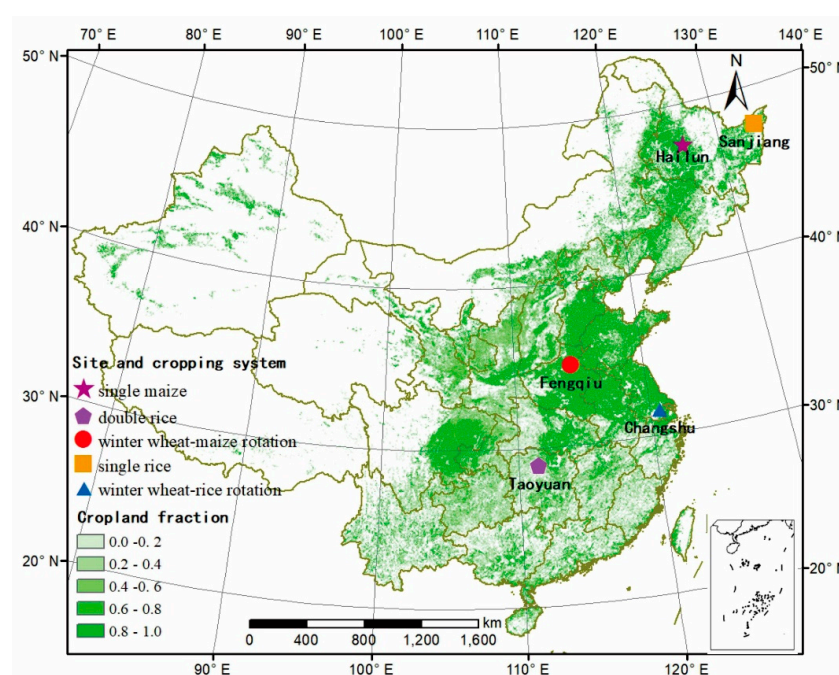 70° E 80° E 90° E 100° E 110° E 120° E 130° E 140° E
50° N
50° N
N
Sanjiang
Hailun
40° N
40° N
Site and cropping system
single maize
Fengqiu
30° N
30° N
double rice
Changshu
winter wheat-maize rotation
single rice
Taoyuan
winter wheat-rice rotation
Cropland fraction
0.0 -0. 2
0.2 - 0.4
0.4 -0. 6
0.6 - 0.8
0.8 - 1.0
20° N
20° N
km
0 400 800 1,200 1,600
90° E 100° E 110° E 120° E